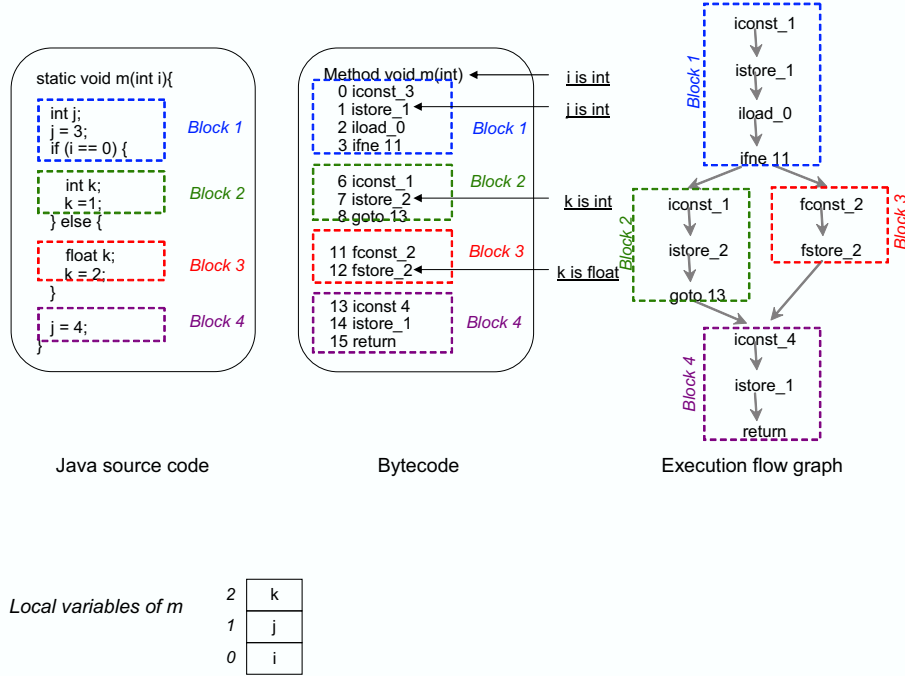 static void m(int i){
int j;
j = 3;
if (i == 0) {
Block 1
int k;
k =1;
Block 2
} else {
float k;
k = 2;
Block 3
}
j = 4;
Block 4
}
Java source code
Method void m(int)
0 iconst_3
1 istore_1
2 iload_0
3 ifne 11
Block 1
6 iconst_1
7 istore_2
8 goto 13
Block 2
11 fconst_2
12 fstore_2
Block 3
13 iconst 4
14 istore_1
15 return
Block 4
Bytecode
i is int
j is int
k is int
k is float
Block 1
iconst_1
istore_1
iload_0
ifne 11
Block 2
iconst_1
istore_2
goto 13
fconst_2
fstore_2
Block 3
Block 4
iconst_4
istore_1
return
Execution flow graph
Local variables of m
2 k
1 j
0 i